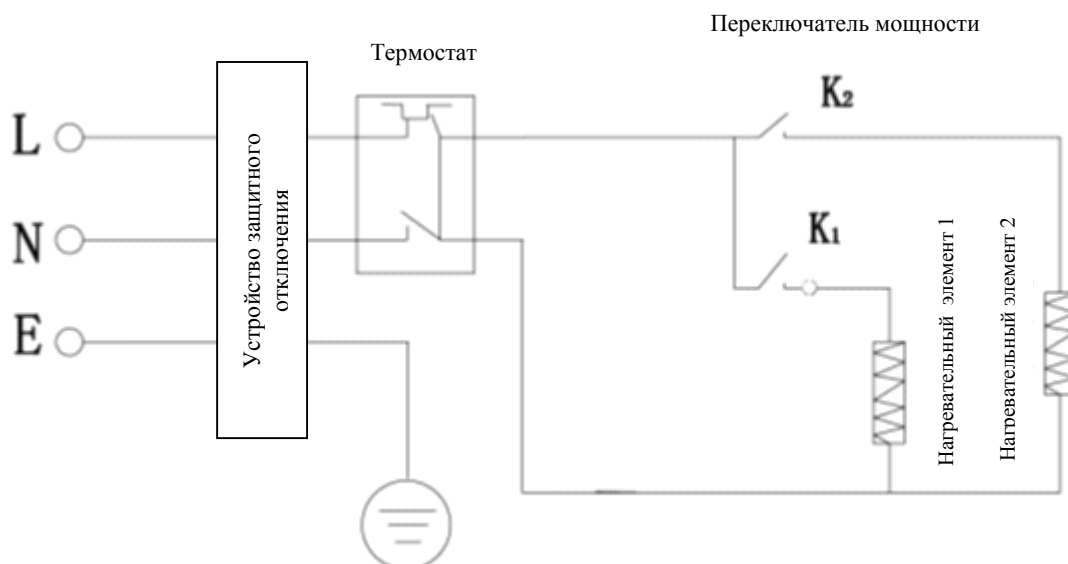 Переключатель мощности
Термостат
K₂
L
Устройство защитного
отключения
N
K₁
Нагревательный элемент 1
Нагревательный элемент 2
E